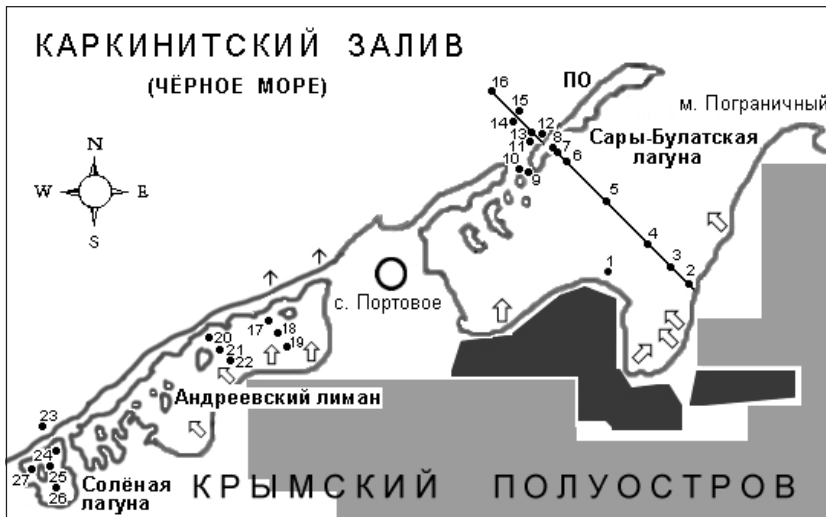 КАРКИНИТСКИЙ ЗАЛИВ
(ЧЁРНОЕ МОРЕ)
16
ПО
15
м. Пограничный
14
12
13
8
Сары-Булатская
11
7
лагуна
6
10
9
N
W
E
S
5
4
3
2
1
с. Портовое
17
18
20
19
21
22
Андреевский лиман
23
24
27
25
26
Солёная
лагуна
КРЫМСКИЙ ПОЛУОСТРОВ